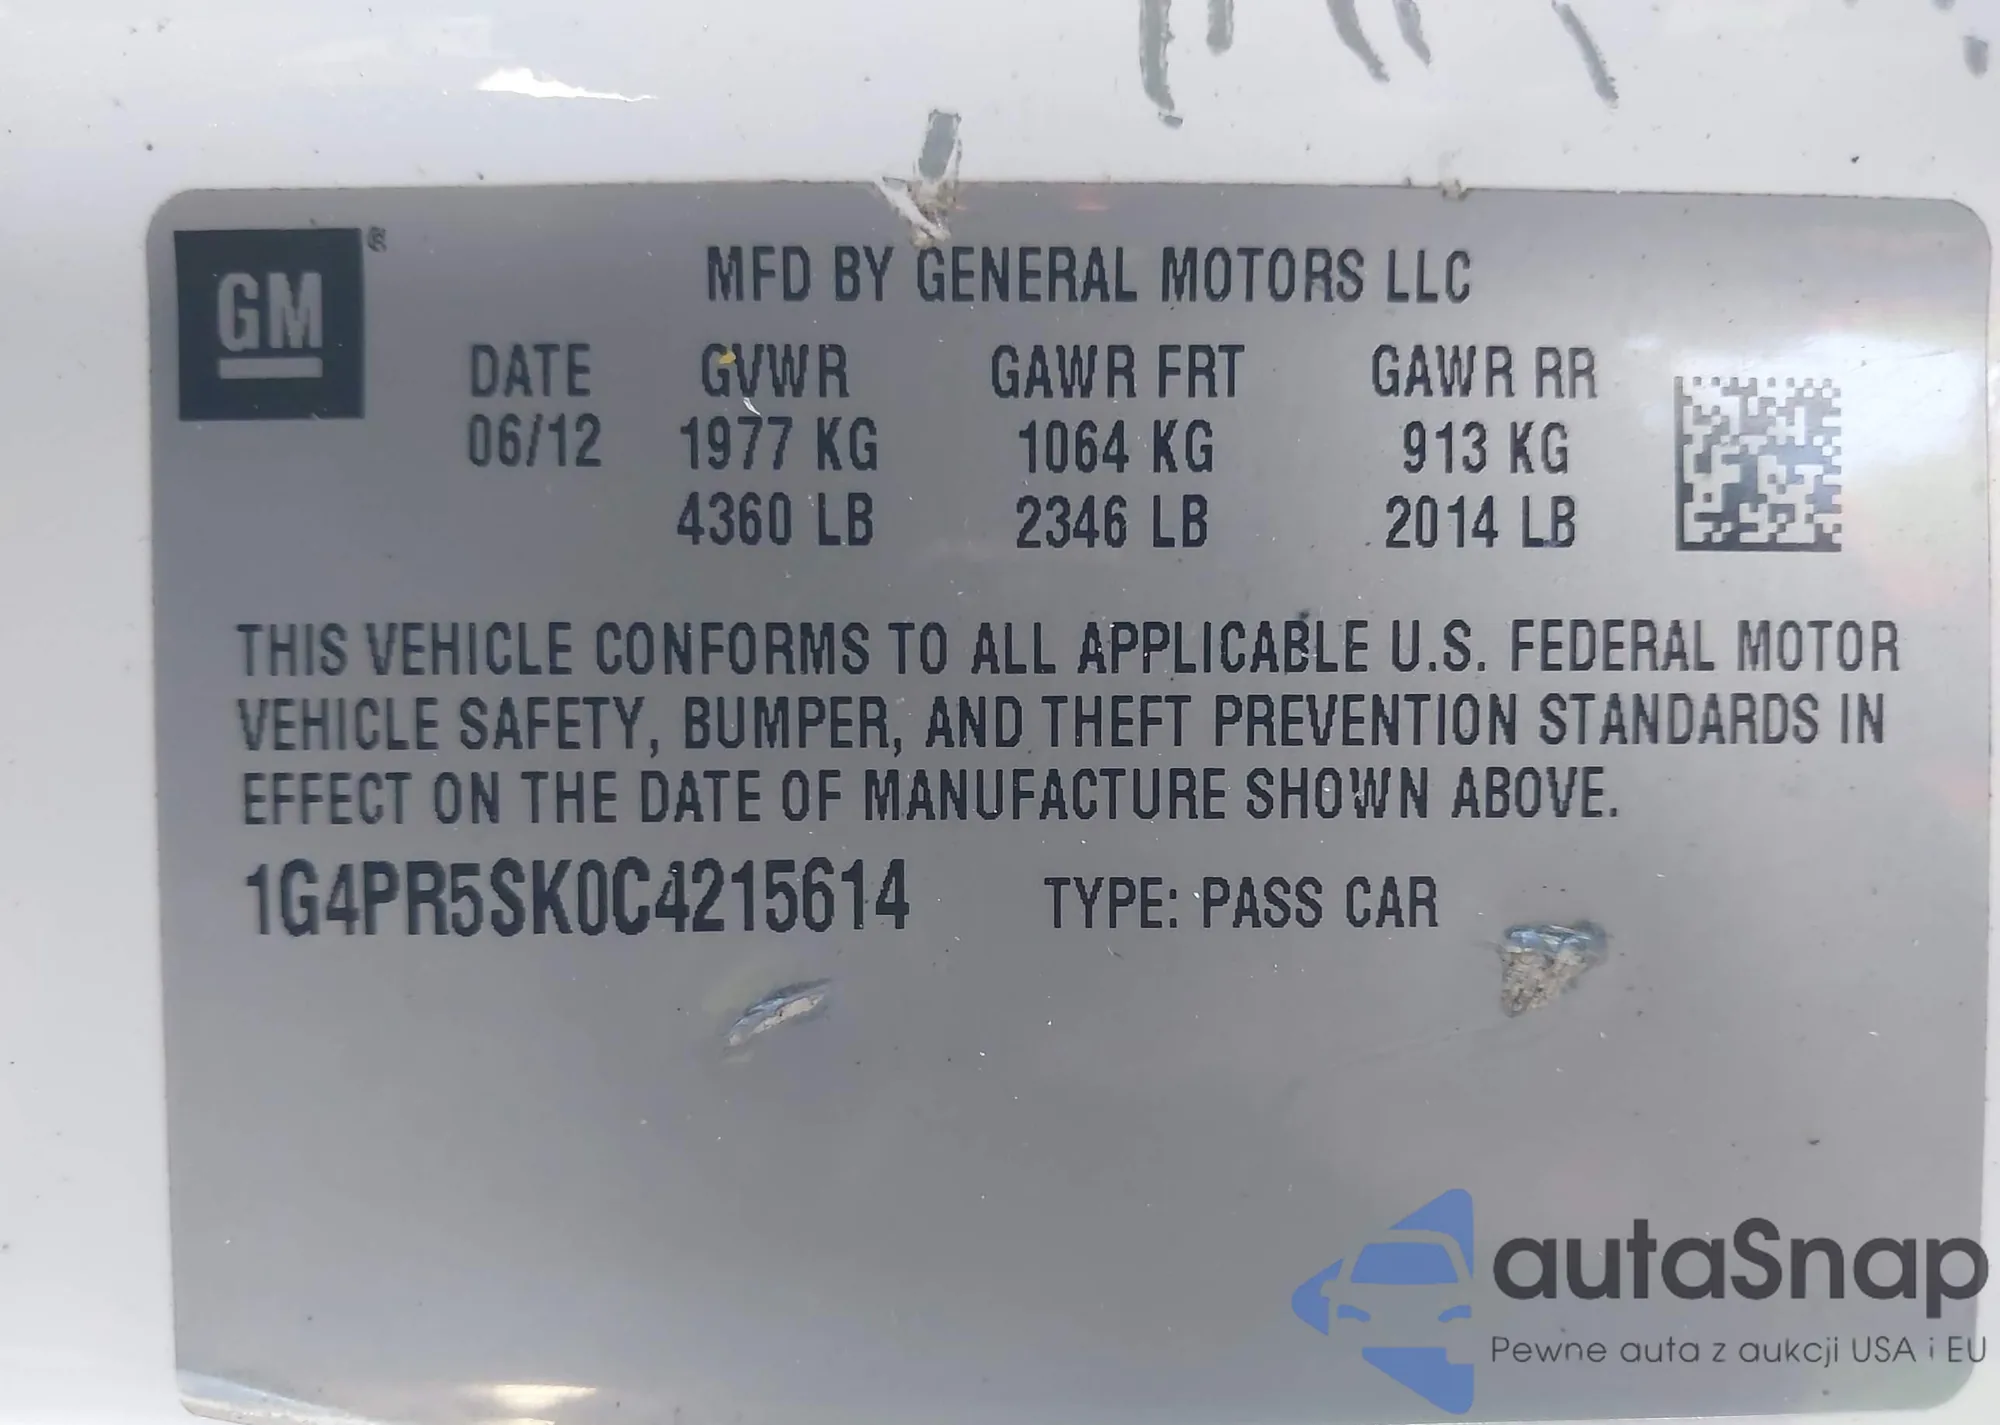 GM ®
MFD BY GENERAL MOTORS LLC
DATE GVWR GAWR FRT GAWR RR
06/12 1977 KG 1064 KG 913 KG
4360 LB 2346 LB 2014 LB
THIS VEHICLE CONFORMS TO ALL APPLICABLE U.S. FEDERAL MOTOR
VEHICLE SAFETY, BUMPER, AND THEFT PREVENTION STANDARDS IN
EFFECT ON THE DATE OF MANUFACTURE SHOWN ABOVE.
1G4PR5SK0C4215614 TYPE: PASS CAR
autaSnap
Pewne auta z aukcji USA i EU